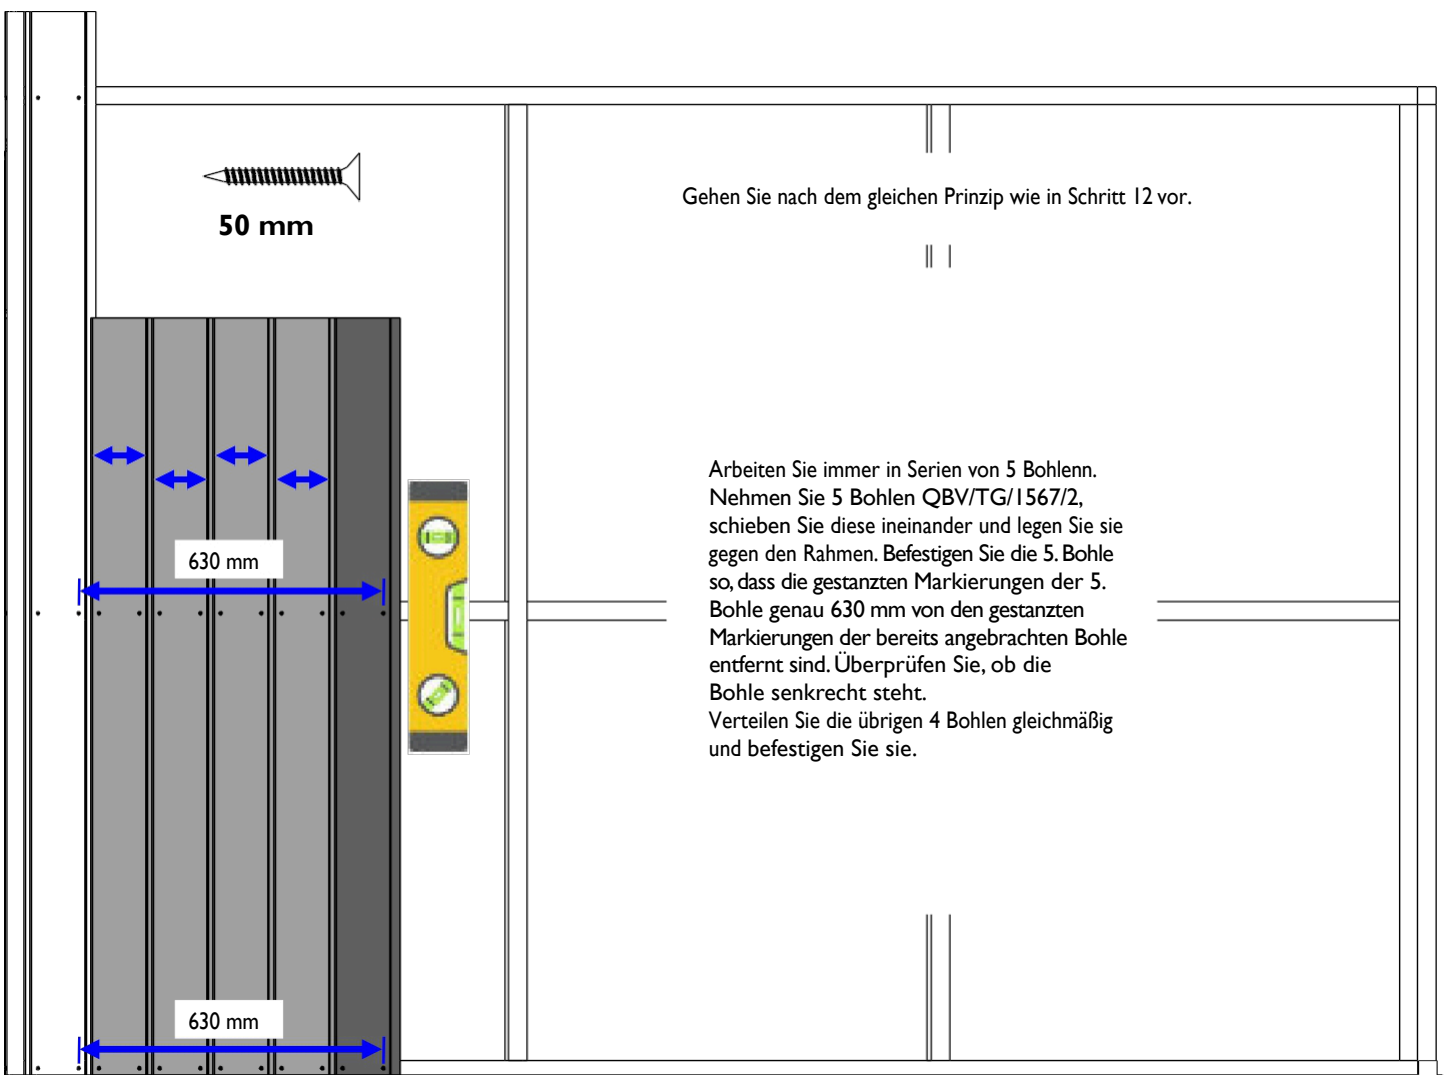 50 mm
Gehen Sie nach dem gleichen Prinzip wie in Schritt 12 vor.
Arbeiten Sie immer in Serien von 5 Bohlenn.
Nehmen Sie 5 Bohlen QBV/TG/1567/2,
schieben Sie diese ineinander und legen Sie sie
gegen den Rahmen. Befestigen Sie die 5. Bohle
so, dass die gestanzten Markierungen der 5.
Bohle genau 630 mm von den gestanzten
Markierungen der bereits angebrachten Bohle
entfernt sind. Überprüfen Sie, ob die
Bohle senkrecht steht.
Verteilen Sie die übrigen 4 Bohlen gleichmäßig
und befestigen Sie sie.
630 mm
630 mm